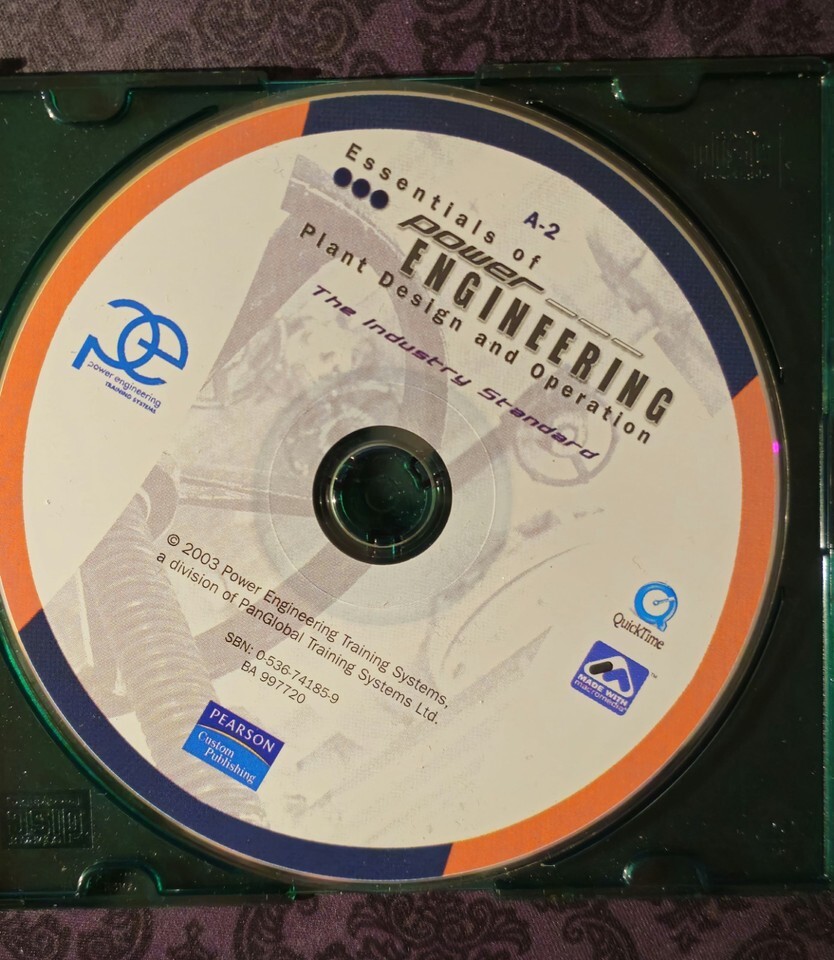 A-2
Essentials of
power
ENGINEERING
Plant Design and Operation
The Industry Standard
pe
power engineering
TRAINING SYSTEMS
© 2003 Power Engineering Training Systems,
a division of PanGlobal Training Systems Ltd.
SBN: 0-536-74185-9
BA 997720
QuickTime
MADE WITH
macromedia
™
PEARSON
Custom
Publishing